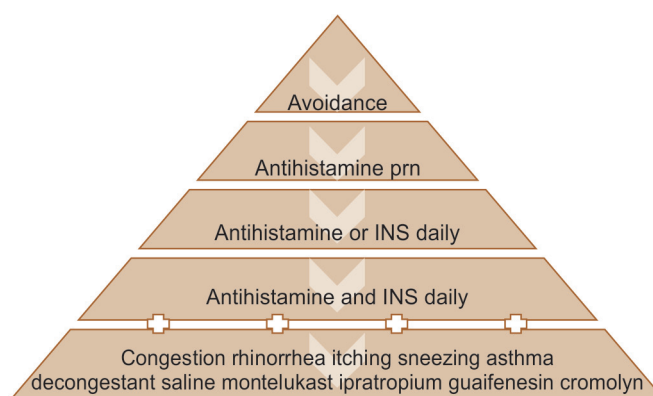 Avoidance
Antihistamine prn
Antihistamine or INS daily
Antihistamine and INS daily
Congestion rhinorrhea itching sneezing asthma
decongestant saline montelukast ipratropium guaifenesin cromolyn